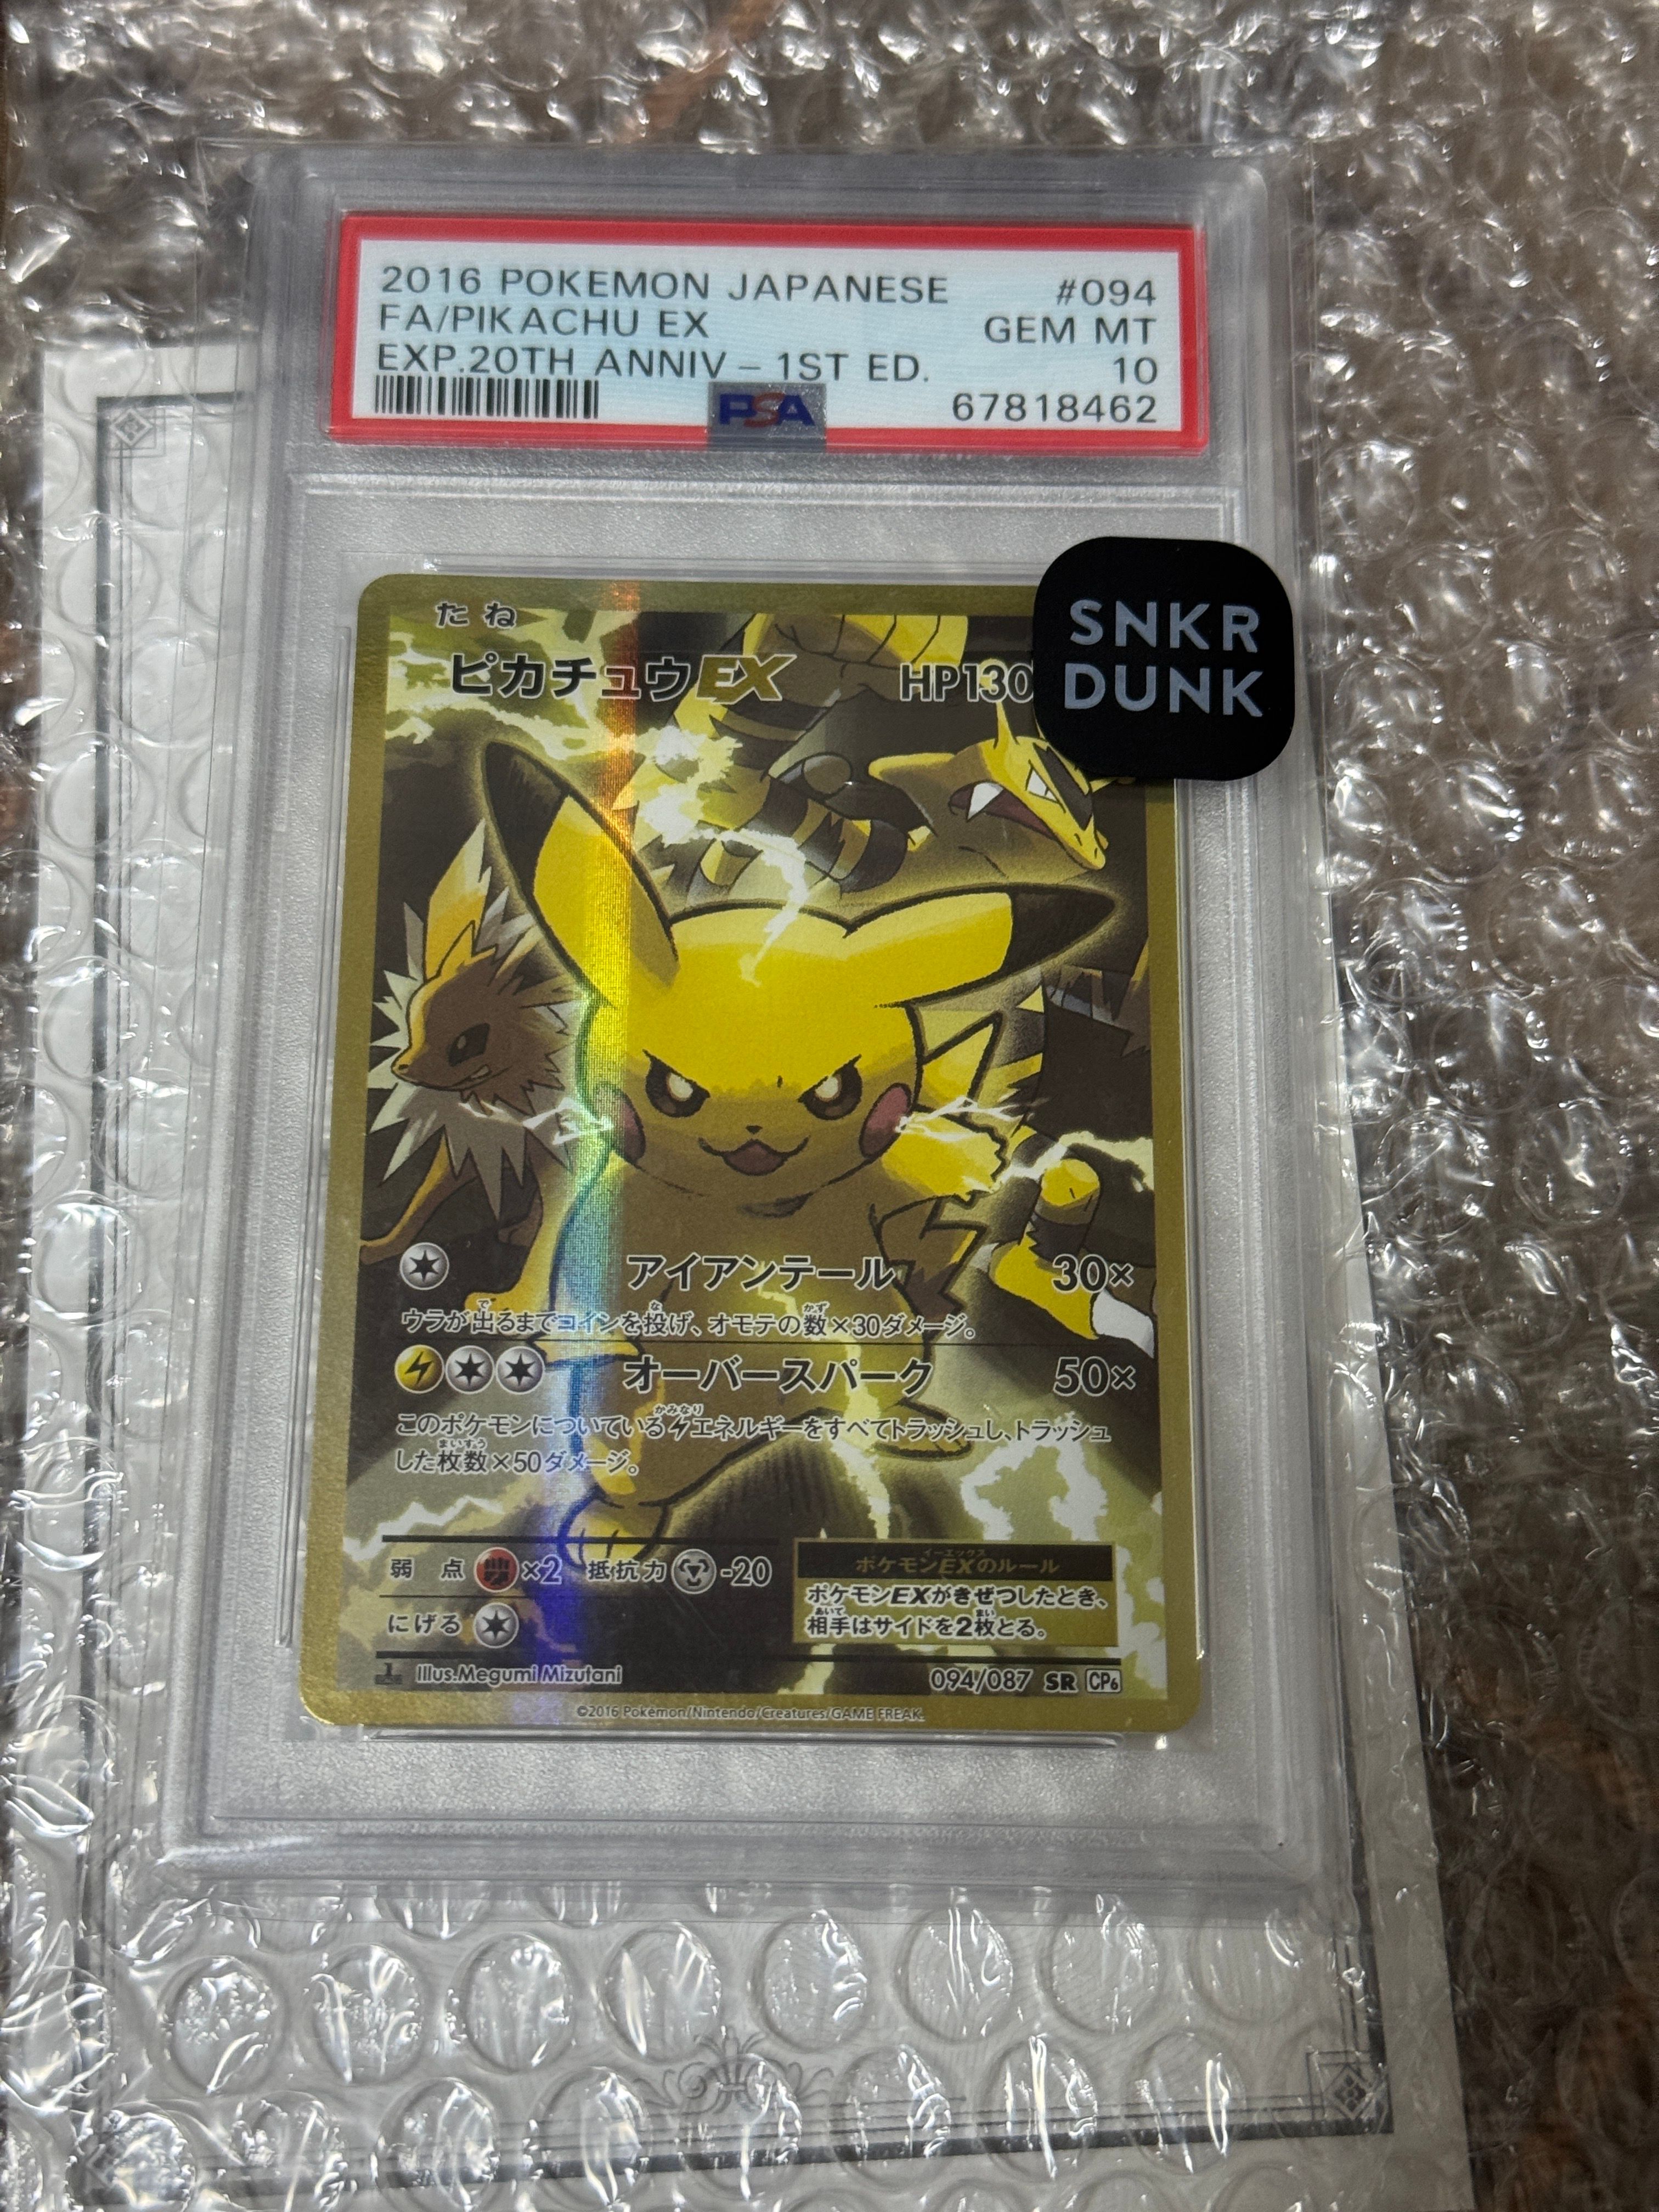 2016 POKEMON JAPANESE #094
FA/PIKACHU EX GEM MT
EXP.20TH ANNIV - 1ST ED. 10
PSA 67818462
SNKR
DUNK
たね
ピカチュウEX HP130
アイアンテール 30×
ウラが出るまでコインを投げ、オモテの数×30ダメージ。
オーバースパーク 50×
このポケモンについているエネルギーをすべてトラッシュし、トラッシュ
した枚数×50ダメージ。
弱点 ×2 抵抗力 -20
にげる
ポケモンEXのルール
ポケモンEXがきぜつしたとき、
相手はサイドを2枚とる。
Illus.Megumi Mizutani 094/087 SR CP6
©2016 Pokémon/Nintendo/Creatures/GAME FREAK.